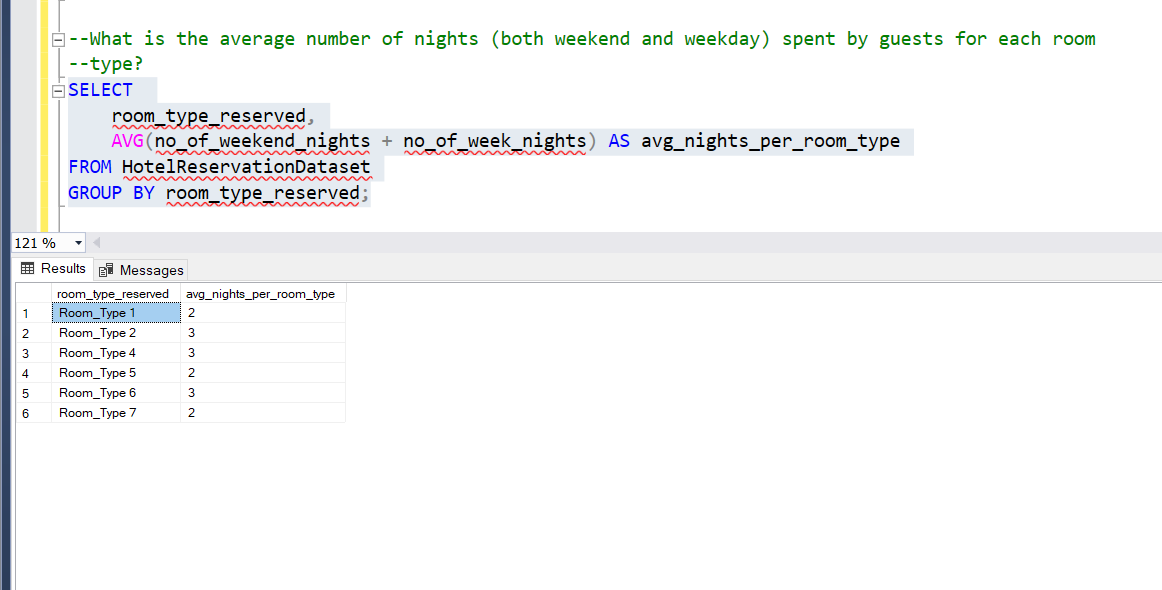 --What is the average number of nights (both weekend and weekday) spent by guests for each room
--type?
SELECT
room_type_reserved,
AVG(no_of_weekend_nights + no_of_week_nights) AS avg_nights_per_room_type
FROM HotelReservationDataset
GROUP BY room_type_reserved;
121 %
Results Messages
room_type_reserved avg_nights_per_room_type
1 Room_Type 1 2
2 Room_Type 2 3
3 Room_Type 4 3
4 Room_Type 5 2
5 Room_Type 6 3
6 Room_Type 7 2